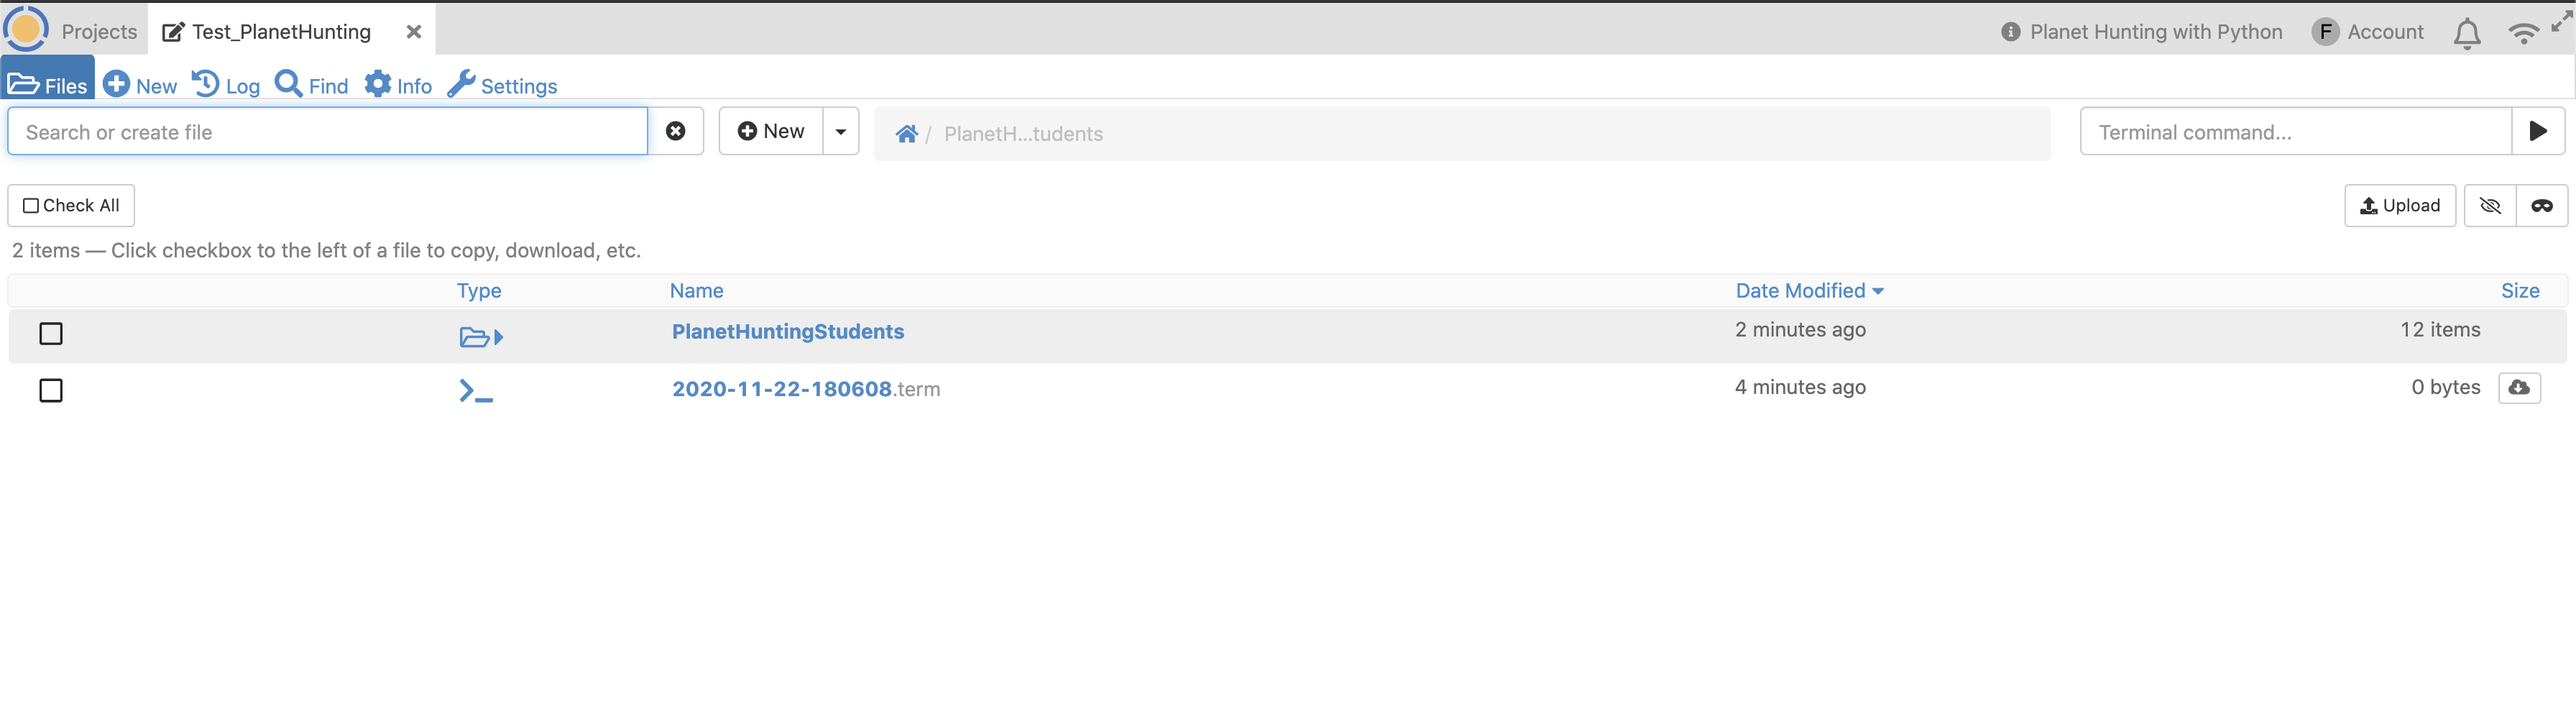 Projects Test_PlanetHunting Planet Hunting with Python F Account
Files New Log Find Info Settings
Search or create file New / PlanetH...tudents Terminal command...
Check All Upload
2 items — Click checkbox to the left of a file to copy, download, etc.
Type Name Date Modified Size
PlanetHuntingStudents 2 minutes ago 12 items
2020-11-22-180608.term 4 minutes ago 0 bytes